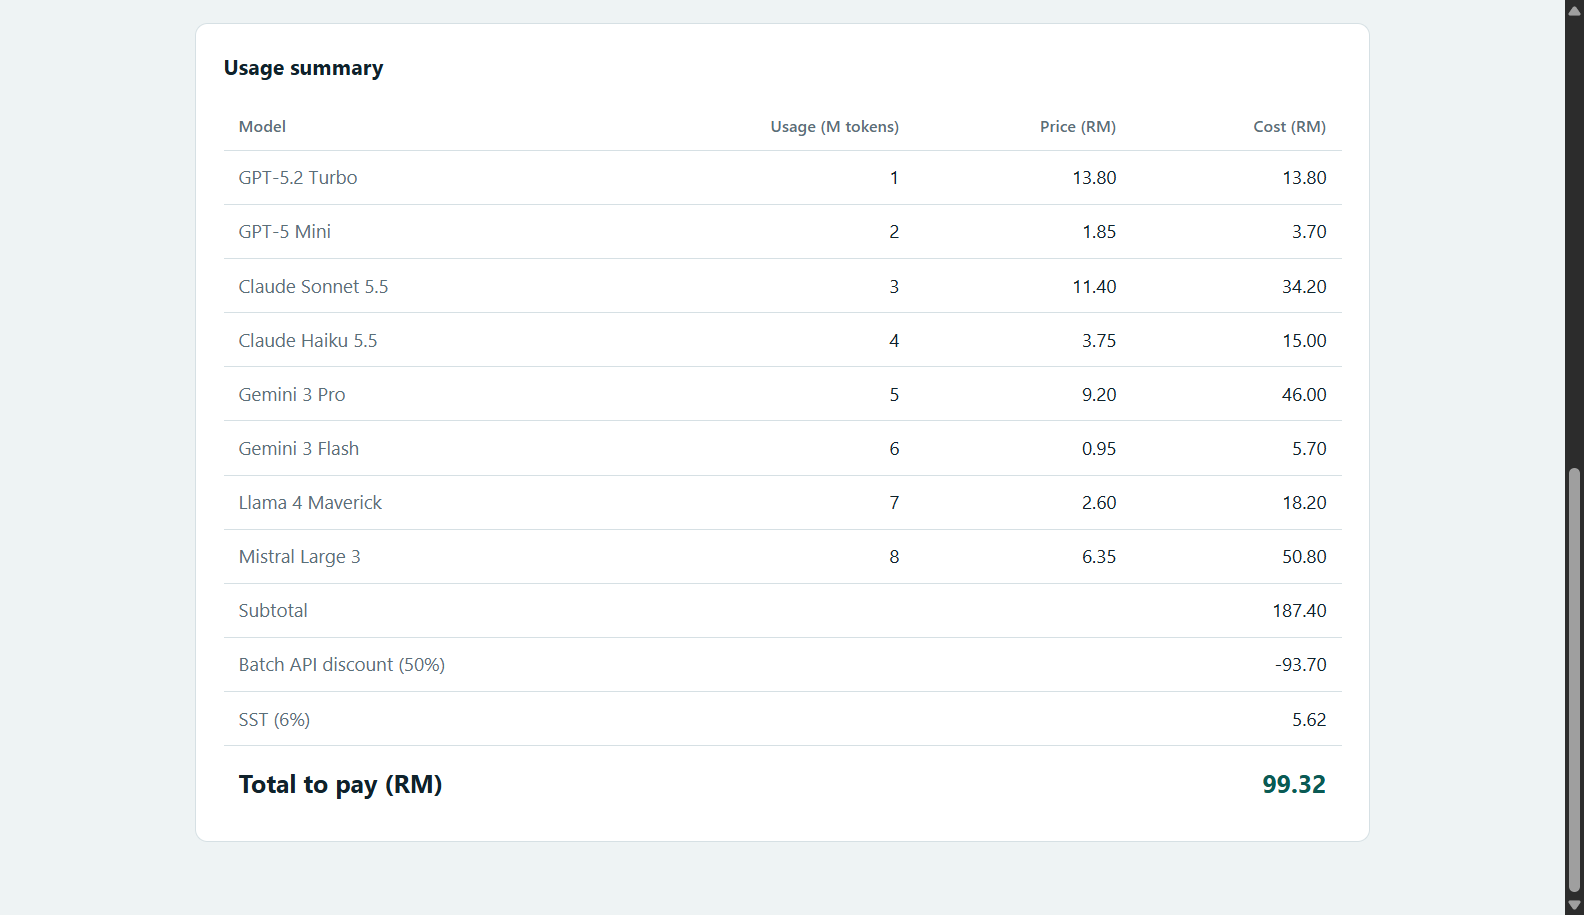 Usage summary
Model Usage (M tokens) Price (RM) Cost (RM)
GPT-5.2 Turbo 1 13.80 13.80
GPT-5 Mini 2 1.85 3.70
Claude Sonnet 5.5 3 11.40 34.20
Claude Haiku 5.5 4 3.75 15.00
Gemini 3 Pro 5 9.20 46.00
Gemini 3 Flash 6 0.95 5.70
Llama 4 Maverick 7 2.60 18.20
Mistral Large 3 8 6.35 50.80
Subtotal 187.40
Batch API discount (50%) -93.70
SST (6%) 5.62
Total to pay (RM) 99.32